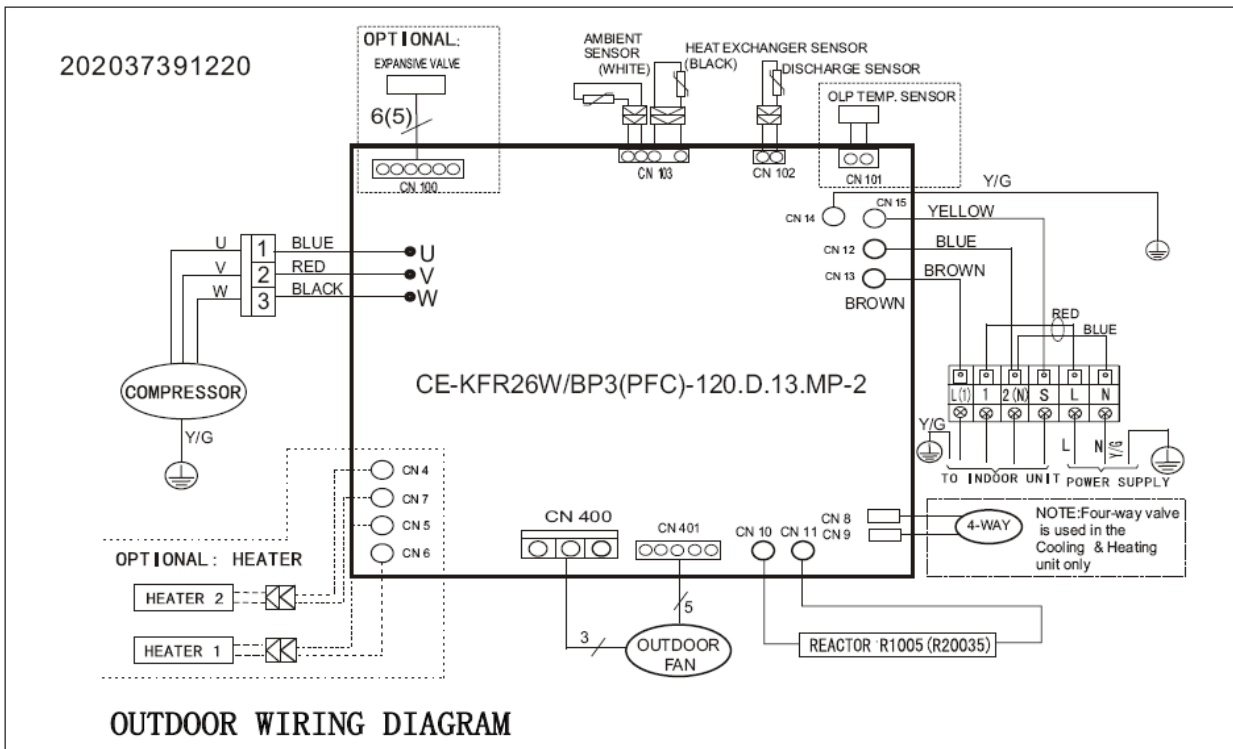 202037391220
OPTIONAL:
EXPANSIVE VALVE
6(5)
CN 100
AMBIENT
SENSOR
(WHITE)
HEAT EXCHANGER SENSOR
(BLACK)
DISCHARGE SENSOR
OLP TEMP. SENSOR
CN 103
CN 102
CN 101
Y/G
CN 14
CN 15
YELLOW
CN 12
BLUE
CN 13
BROWN
BROWN
U
1
BLUE
U
V
2
RED
V
W
3
BLACK
W
COMPRESSOR
Y/G
CE-KFR26W/BP3(PFC)-120.D.13.MP-2
RED
BLUE
L(1) 1 2(N) S L N
Y/G
L
N
Y/G
TO INDOOR UNIT
POWER SUPPLY
CN 4
CN 7
CN 5
CN 6
OPTIONAL: HEATER
HEATER 2
HEATER 1
CN 400
CN 401
CN 10
CN 11
CN 8
CN 9
4-WAY
NOTE:Four-way valve
is used in the
Cooling & Heating
unit only
3
5
OUTDOOR
FAN
REACTOR R1005(R20035)
OUTDOOR WIRING DIAGRAM